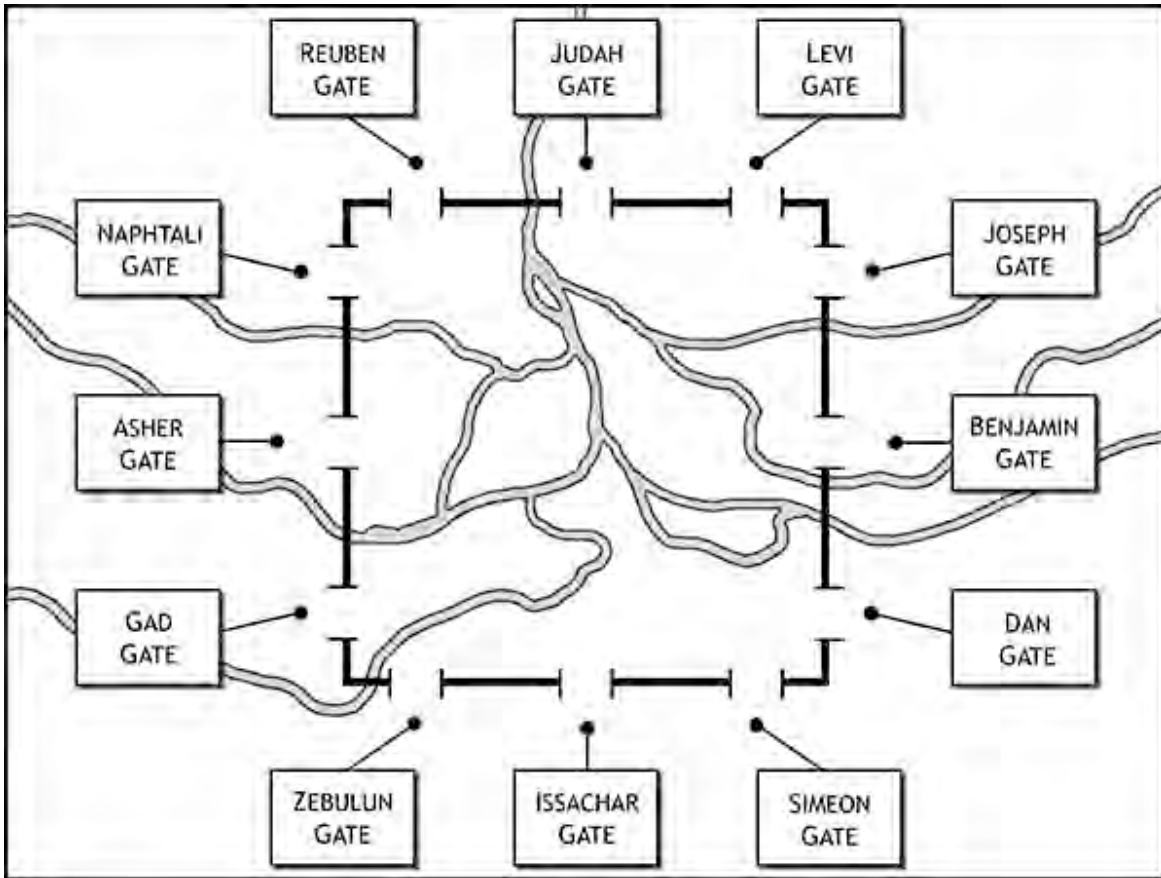 REUBEN
GATE
JUDAH
GATE
LEVI
GATE
NAPHTALI
GATE
JOSEPH
GATE
ASHER
GATE
BENJAMIN
GATE
GAD
GATE
DAN
GATE
ZEBULUN
GATE
ISSACHAR
GATE
SIMEON
GATE